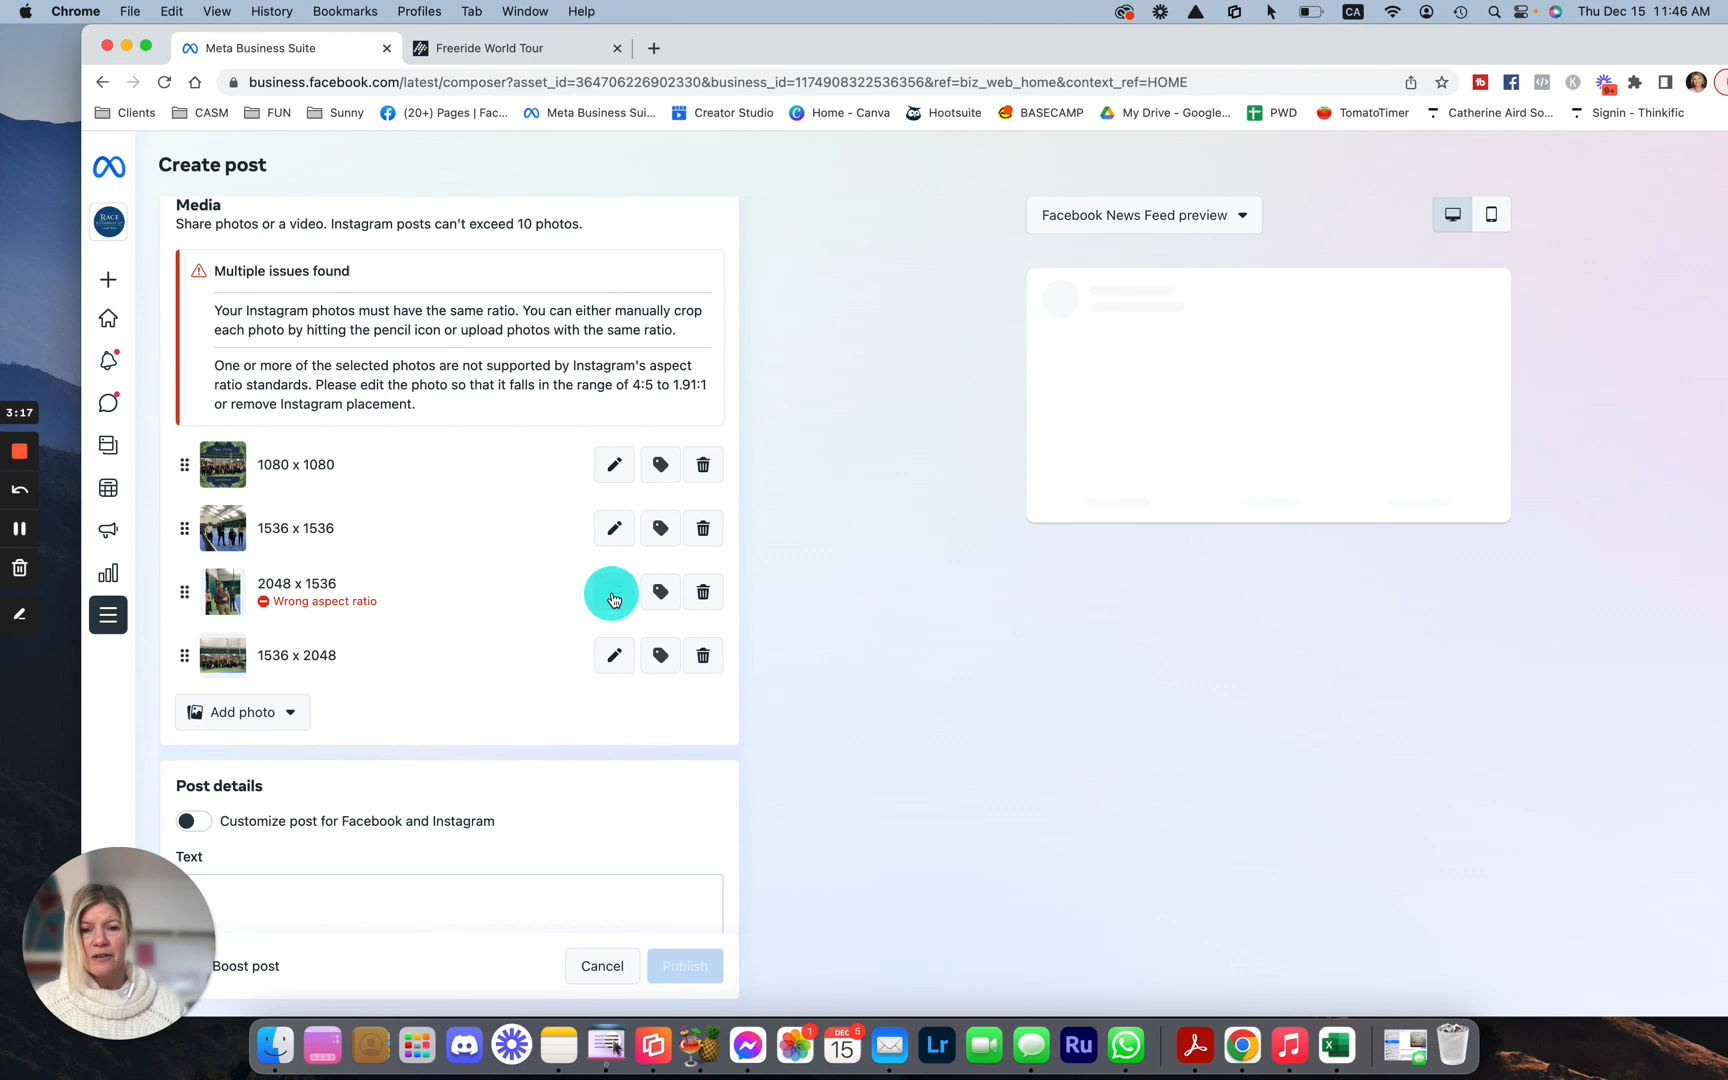 Chrome File Edit View History Bookmarks Profiles Tab Window Help
CA
Thu Dec 15 11:46 AM
Meta Business Suite
Freeride World Tour
business.facebook.com/latest/composer?asset_id=364706226902330&business_id=1174908322536356&ref=biz_web_home&context_ref=HOME
9+
Clients
CASM
FUN
Sunny
(20+) Pages | Fac...
Meta Business Sui...
Creator Studio
Home - Canva
Hootsuite
BASECAMP
My Drive - Google...
PWD
TomatoTimer
Catherine Aird So...
Signin - Thinkific
Create post
RACE
Media
Share photos or a video. Instagram posts can't exceed 10 photos.
Facebook News Feed preview
Multiple issues found
Your Instagram photos must have the same ratio. You can either manually crop
each photo by hitting the pencil icon or upload photos with the same ratio.
One or more of the selected photos are not supported by Instagram's aspect
ratio standards. Please edit the photo so that it falls in the range of 4:5 to 1.91:1
or remove Instagram placement.
3:17
1080 x 1080
1536 x 1536
2048 x 1536
Wrong aspect ratio
1536 x 2048
Add photo
Post details
Customize post for Facebook and Instagram
Text
Boost post
Cancel
Publish
1
DEC 5
15
Lr
Ru
X